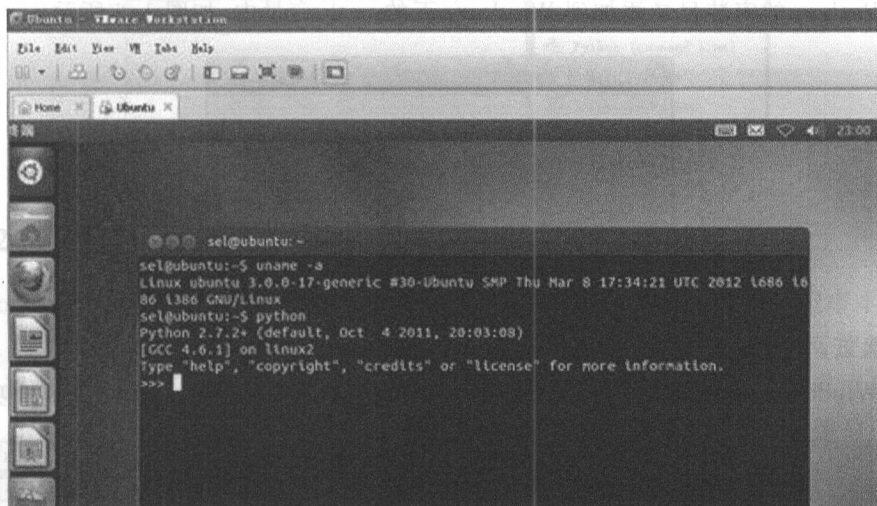 Ubuntu - VMware Workstation
File Edit View VM Tabs Help
Home × Ubuntu ×
终端 23:00
sel@ubuntu: ~
sel@ubuntu:~$ uname -a
Linux ubuntu 3.0.0-17-generic #30-Ubuntu SMP Thu Mar 8 17:34:21 UTC 2012 i686 i6
86 i386 GNU/Linux
sel@ubuntu:~$ python
Python 2.7.2+ (default, Oct  4 2011, 20:03:08)
[GCC 4.6.1] on linux2
Type "help", "copyright", "credits" or "license" for more information.
>>>